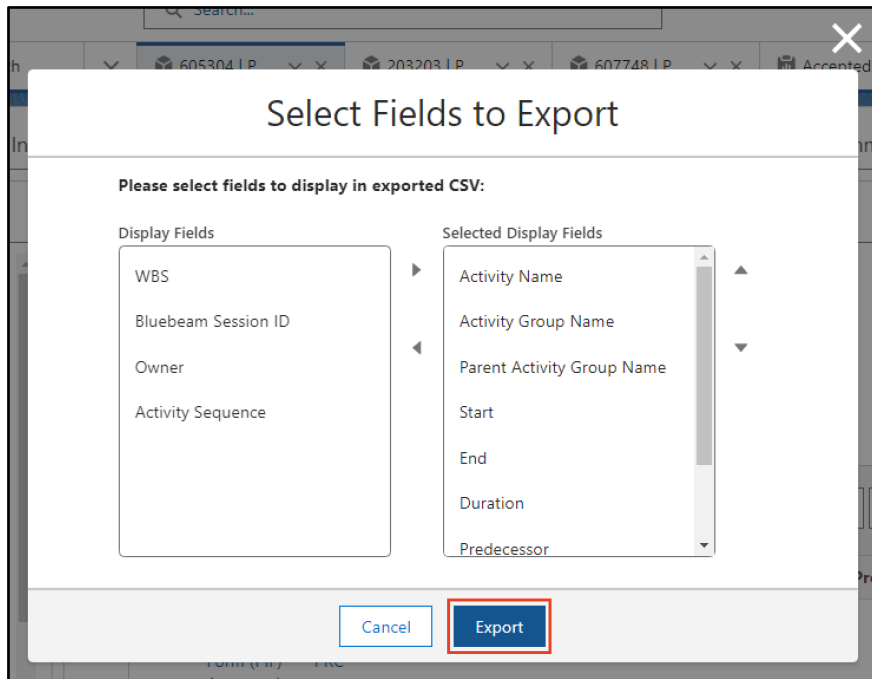 Search...
605304 | P
203203 | P
607748 | P
Accepted
Select Fields to Export
In
Please select fields to display in exported CSV:
Display Fields
Selected Display Fields
WBS
Bluebeam Session ID
Owner
Activity Sequence
Activity Name
Activity Group Name
Parent Activity Group Name
Start
End
Duration
Predecessor
Cancel
Export